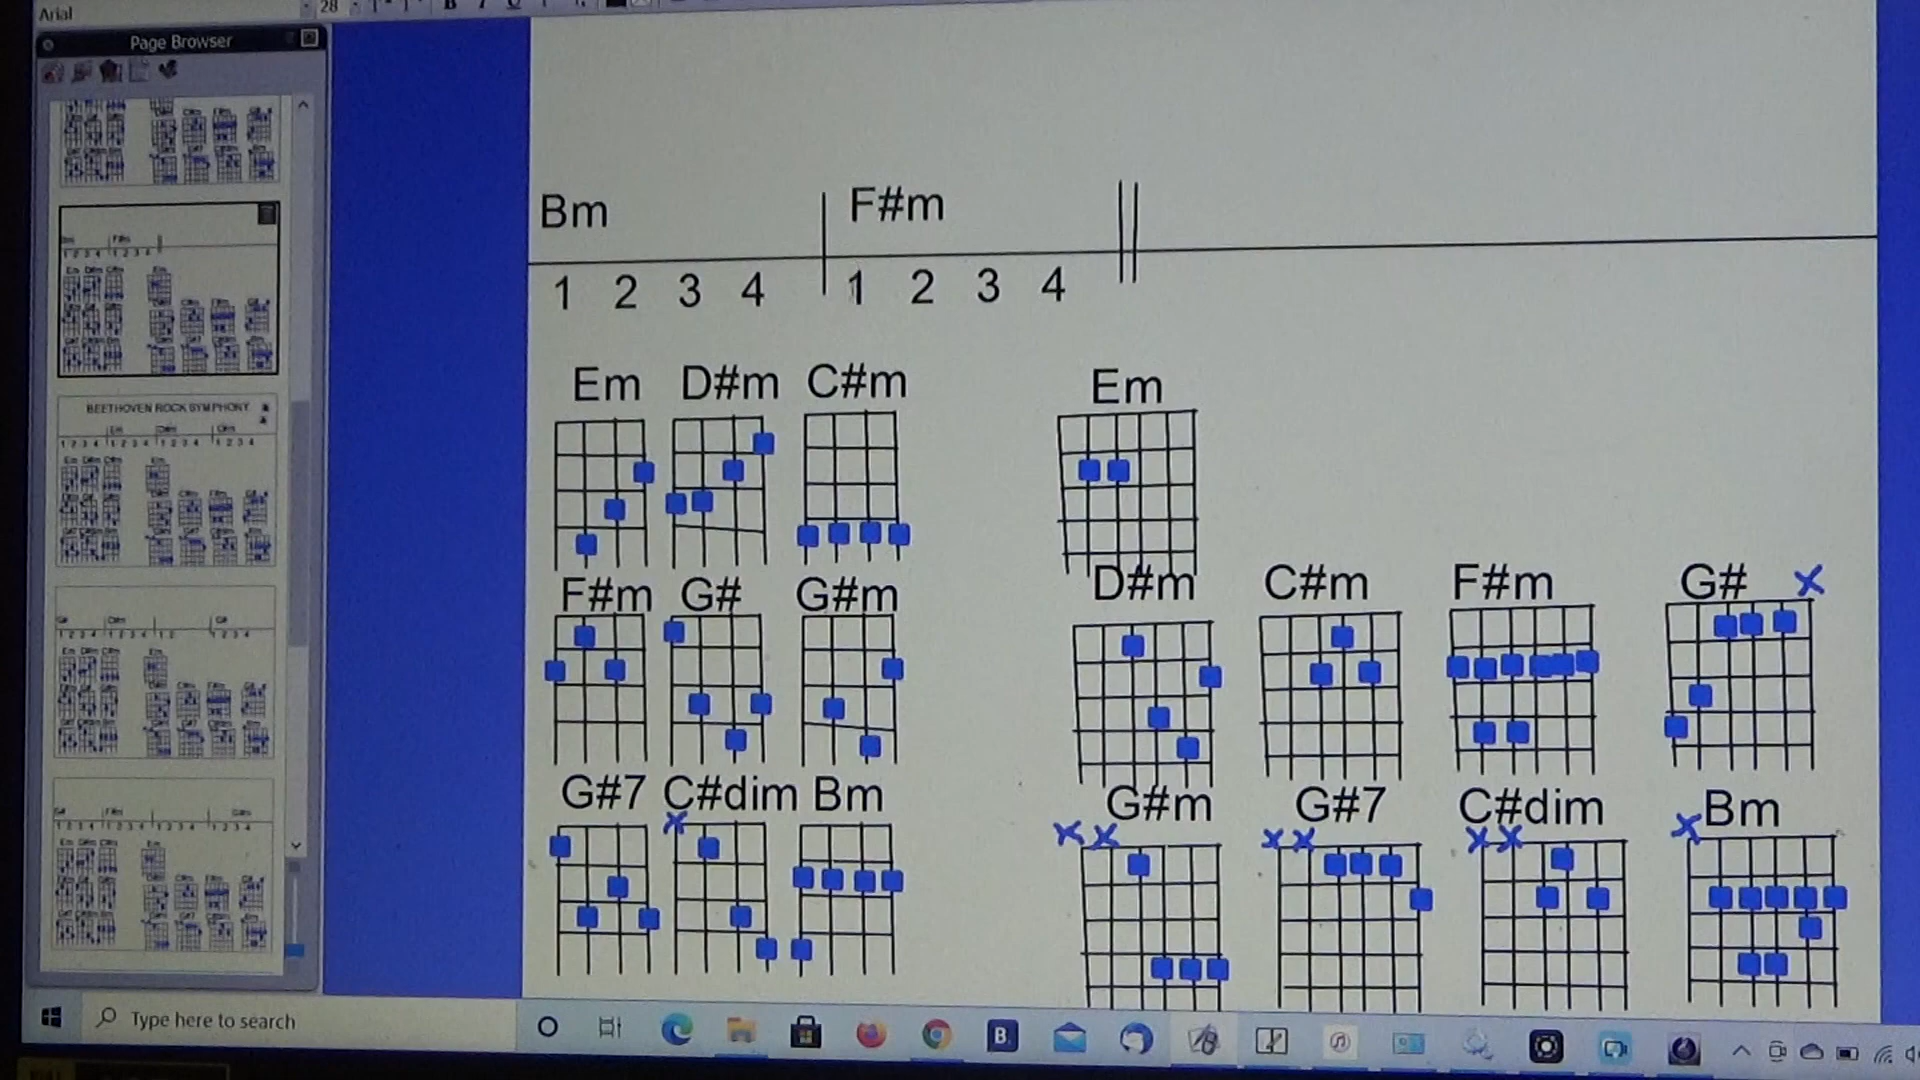 Arial
28
Page Browser
Bm F#m
1 2 3 4 1 2 3 4
Em D#m C#m Em
D#m C#m F#m G# x
F#m G# G#m
G#7 C#dim Bm
G#m G#7 C#dim Bm
x
x x x x x x x
BEETHOVEN ROCK SYMPHONY
Type here to search
B.